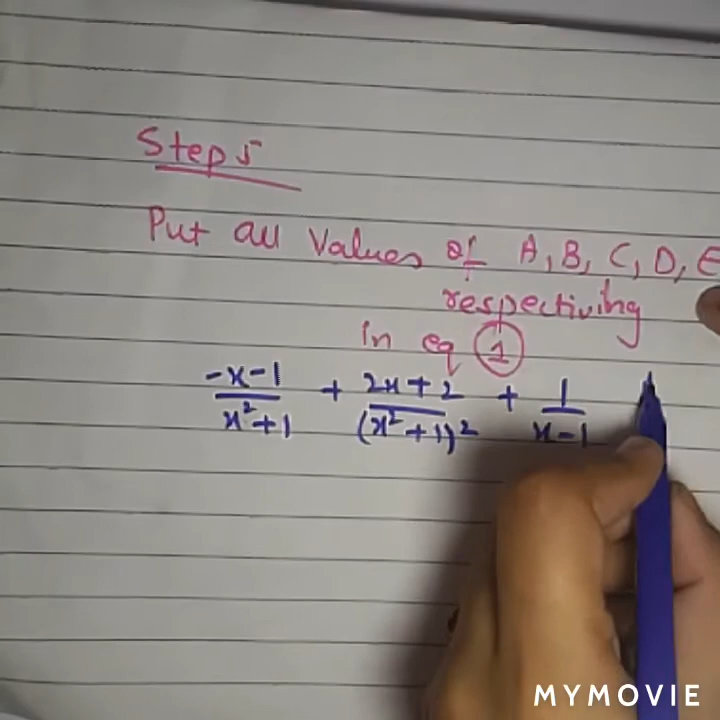 Step 5
Put all Values of A, B, C, D, E
respectiving
in eq 1
-x-1/x²+1 + 2x+2/(x²+1)² + 1/x-1
MYMOVIE